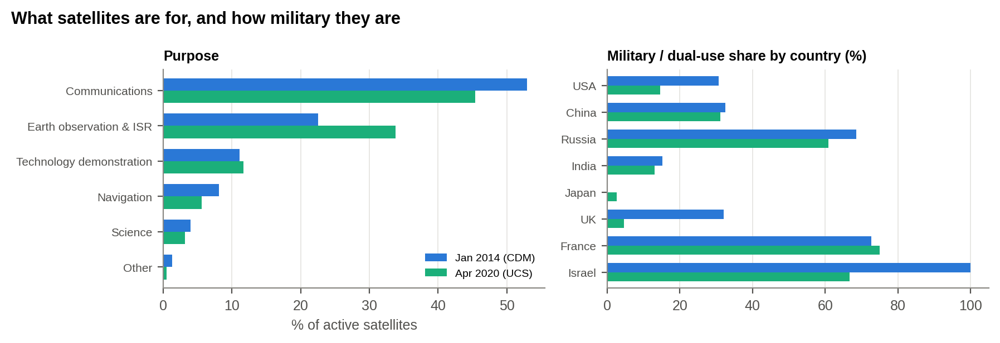 What satellites are for, and how military they are
Purpose
Communications
Earth observation & ISR
Technology demonstration
Navigation
Science
Other
Jan 2014 (CDM)
Apr 2020 (UCS)
0 10 20 30 40 50
% of active satellites
Military / dual-use share by country (%)
USA
China
Russia
India
Japan
UK
France
Israel
0 20 40 60 80 100